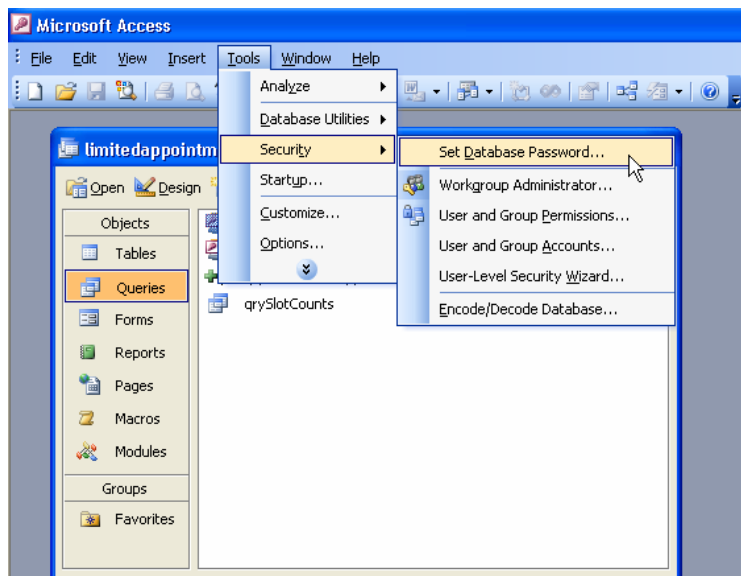 Microsoft Access
File Edit View Insert Tools Window Help
limitedappointm
Open Design
Objects
Tables
Queries
Forms
Reports
Pages
Macros
Modules
Groups
Favorites
qrySlotCounts
Analyze
Database Utilities
Security
Startup...
Customize...
Options...
Set Database Password...
Workgroup Administrator...
User and Group Permissions...
User and Group Accounts...
User-Level Security Wizard...
Encode/Decode Database...